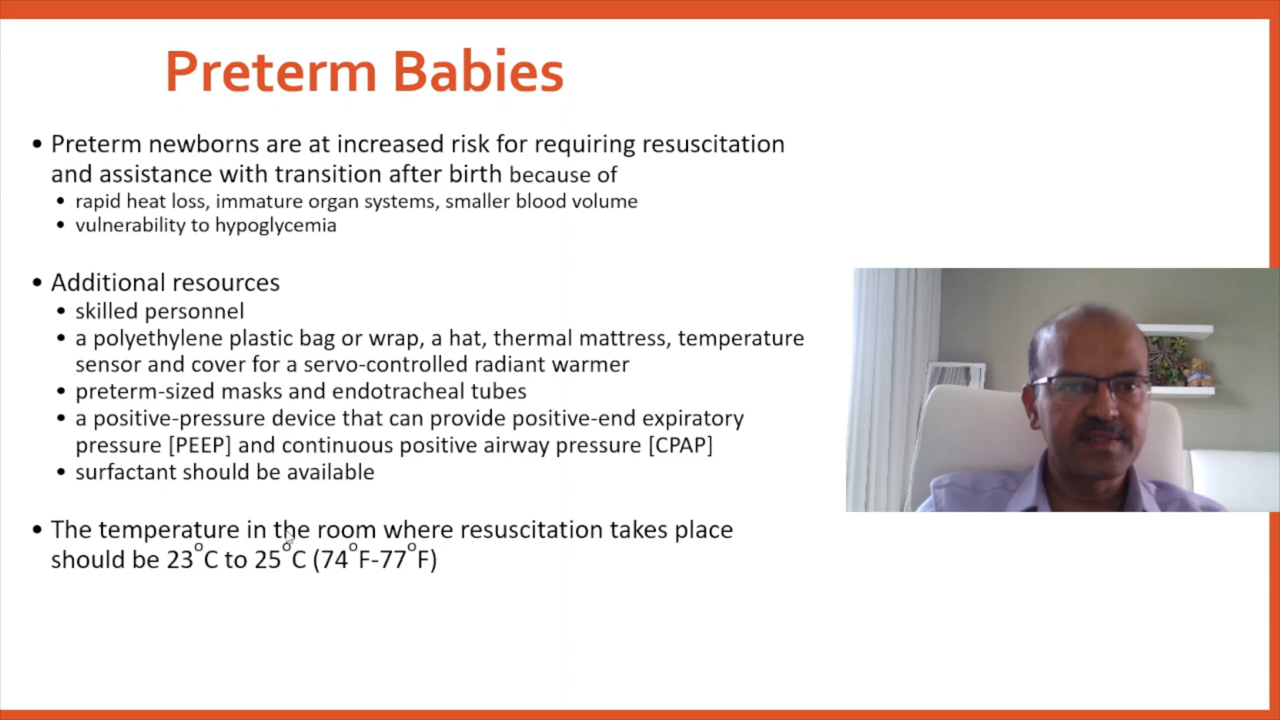 Preterm Babies
• Preterm newborns are at increased risk for requiring resuscitation
and assistance with transition after birth because of
• rapid heat loss, immature organ systems, smaller blood volume
• vulnerability to hypoglycemia
• Additional resources
• skilled personnel
• a polyethylene plastic bag or wrap, a hat, thermal mattress, temperature
sensor and cover for a servo-controlled radiant warmer
• preterm-sized masks and endotracheal tubes
• a positive-pressure device that can provide positive-end expiratory
pressure [PEEP] and continuous positive airway pressure [CPAP]
• surfactant should be available
• The temperature in the room where resuscitation takes place
should be 23°C to 25°C (74°F-77°F)